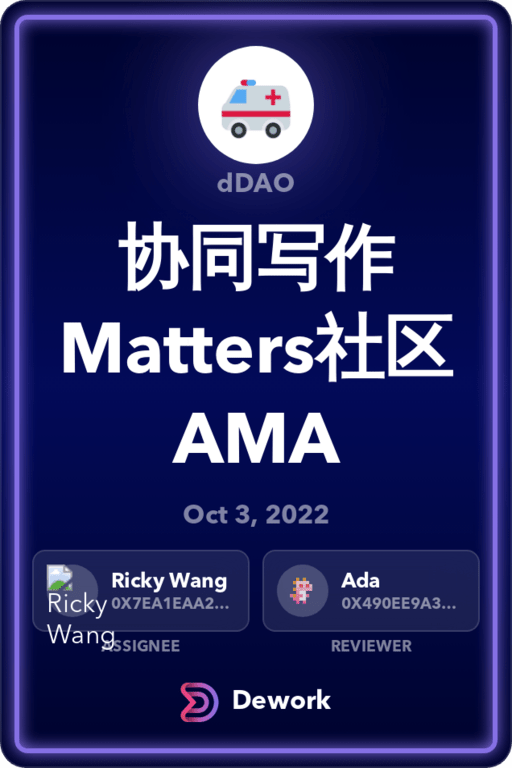 dDAO
协同写作
Matters社区
AMA
Oct 3, 2022
Ricky Wang
0X7EA1EAA2...
Ricky
Wang
ASSIGNEE
Ada
0X490EE9A3...
REVIEWER
Dework